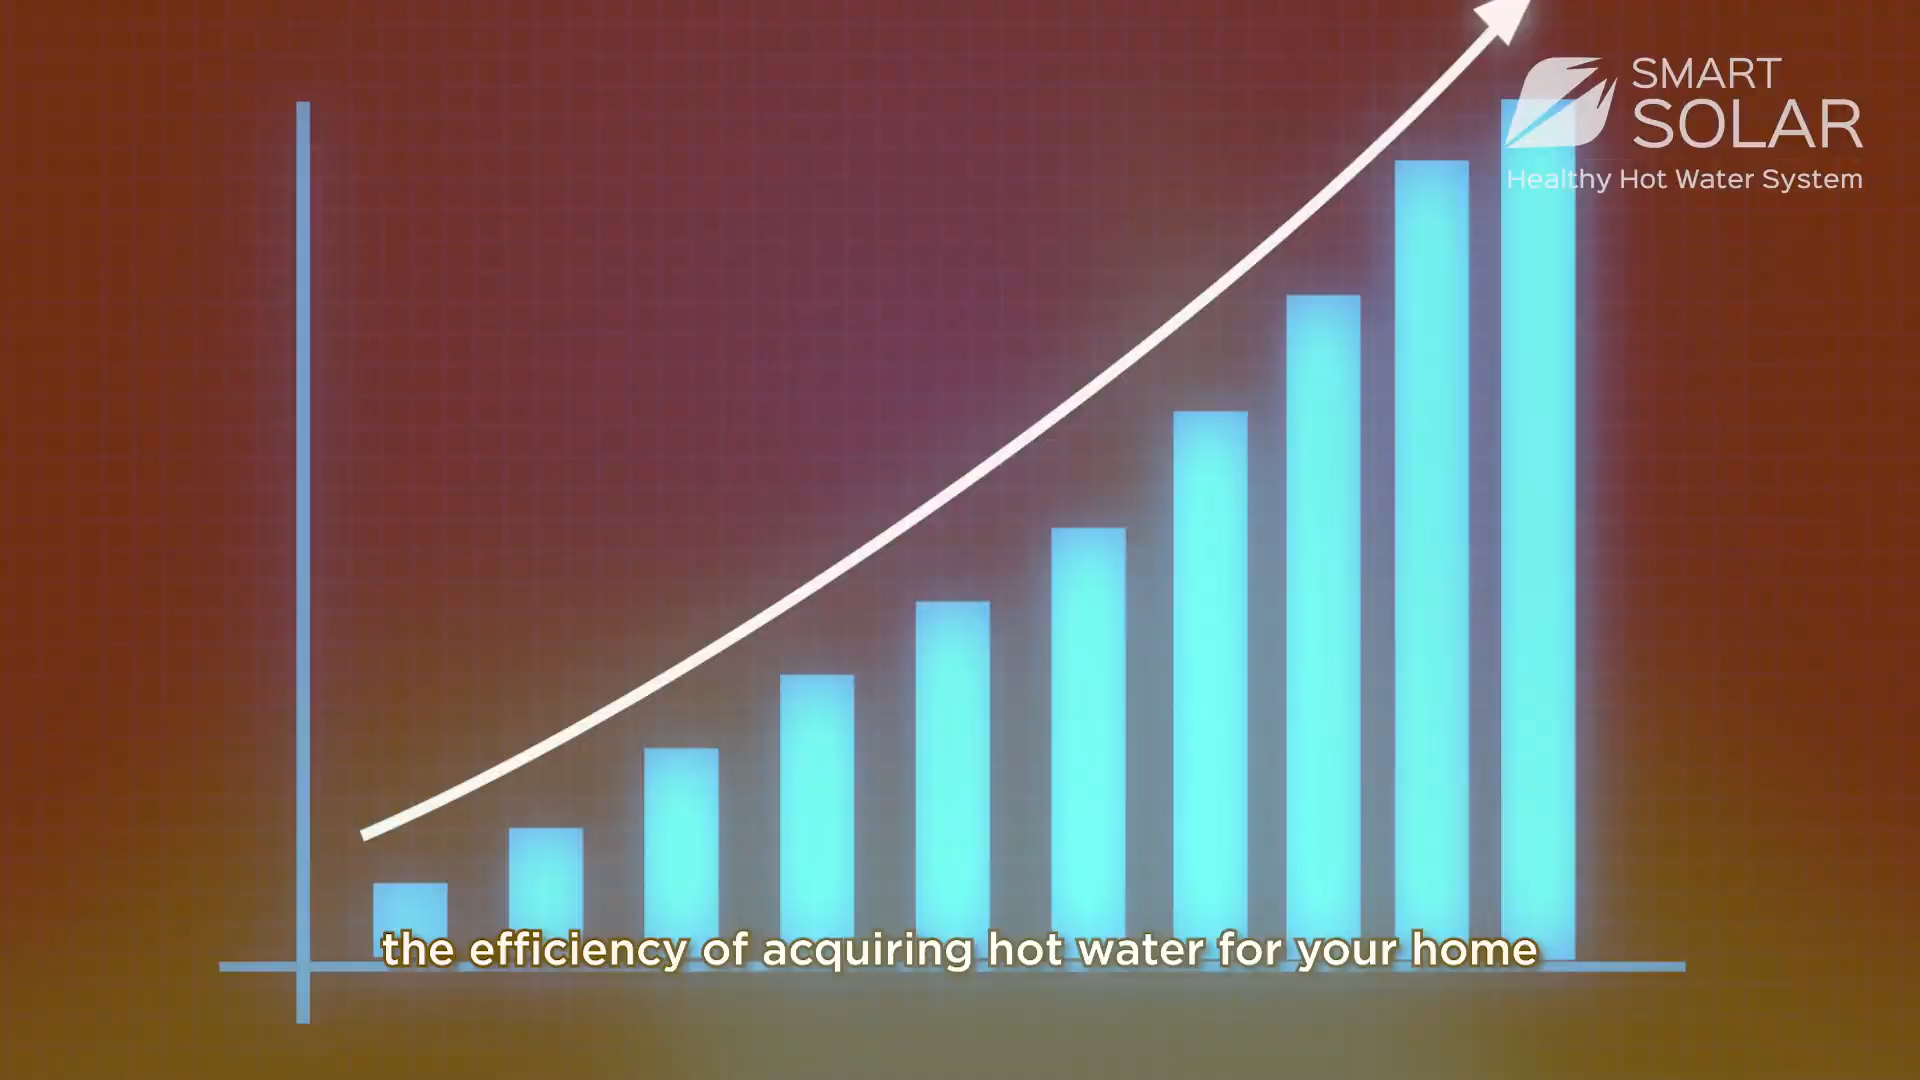 SMART
SOLAR
Healthy Hot Water System
the efficiency of acquiring hot water for your home